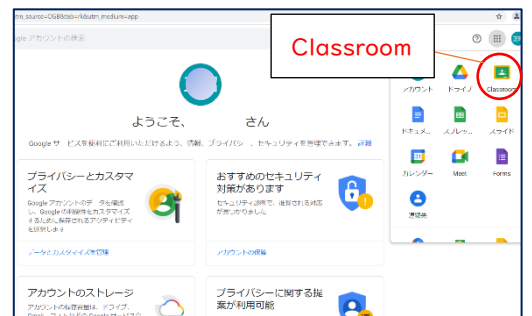 tm_source=OGB&tab=rk&utm_medium=app
ogle アカウントの検索
Classroom
アカウント
ドライブ
Classroom
ドキュメ...
スプレッ...
スライド
カレンダー
Meet
Forms
連絡先
ようこそ、 さん
Google サービスを便利にご利用いただけるよう、情報、プライバシー、セキュリティを管理できます。 詳細
プライバシーとカスタマ
イズ
Google アカウントのデータを確認
し、Google の利便性をカスタマイズ
するために保存されるアクティビティ
を選択します
データとカスタマイズを管理
おすすめのセキュリティ
対策があります
セキュリティ診断で、推奨される対応
が見つかりました
アカウントの保護
アカウントのストレージ
アカウントの保存容量は、ドライブ、
プライバシーに関する提
案が利用可能